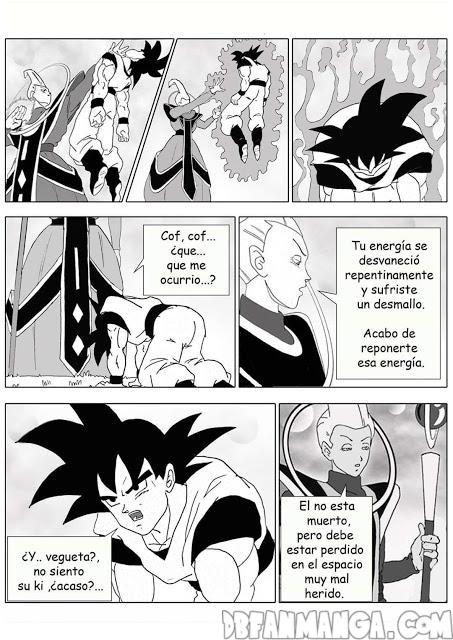 Cof, cof...
¿que...
que me
ocurrio...?
Tu energía se
desvaneció
repentinamente
y sufriste
un desmallo.
Acabo de
reponerte
esa energía.
¿Y.. vegueta?,
no siento
su ki ,¿acaso?...
El no esta
muerto,
pero debe
estar perdido
en el espacio
muy mal
herido.
DBFANMANGA.COM